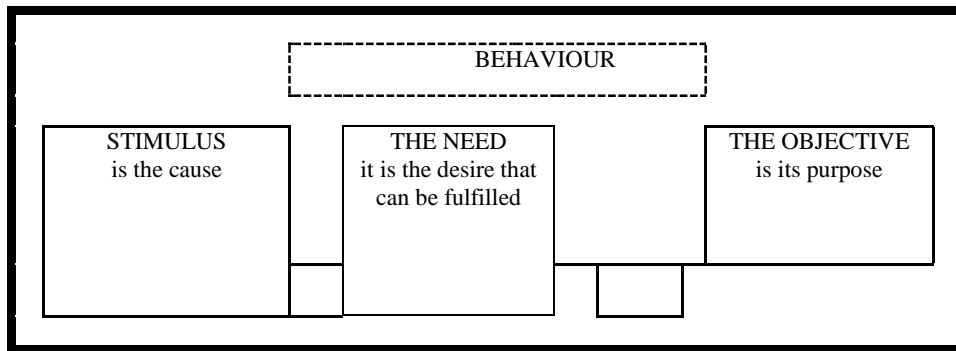 BEHAVIOUR
STIMULUS
is the cause
THE NEED
it is the desire that
can be fulfilled
THE OBJECTIVE
is its purpose